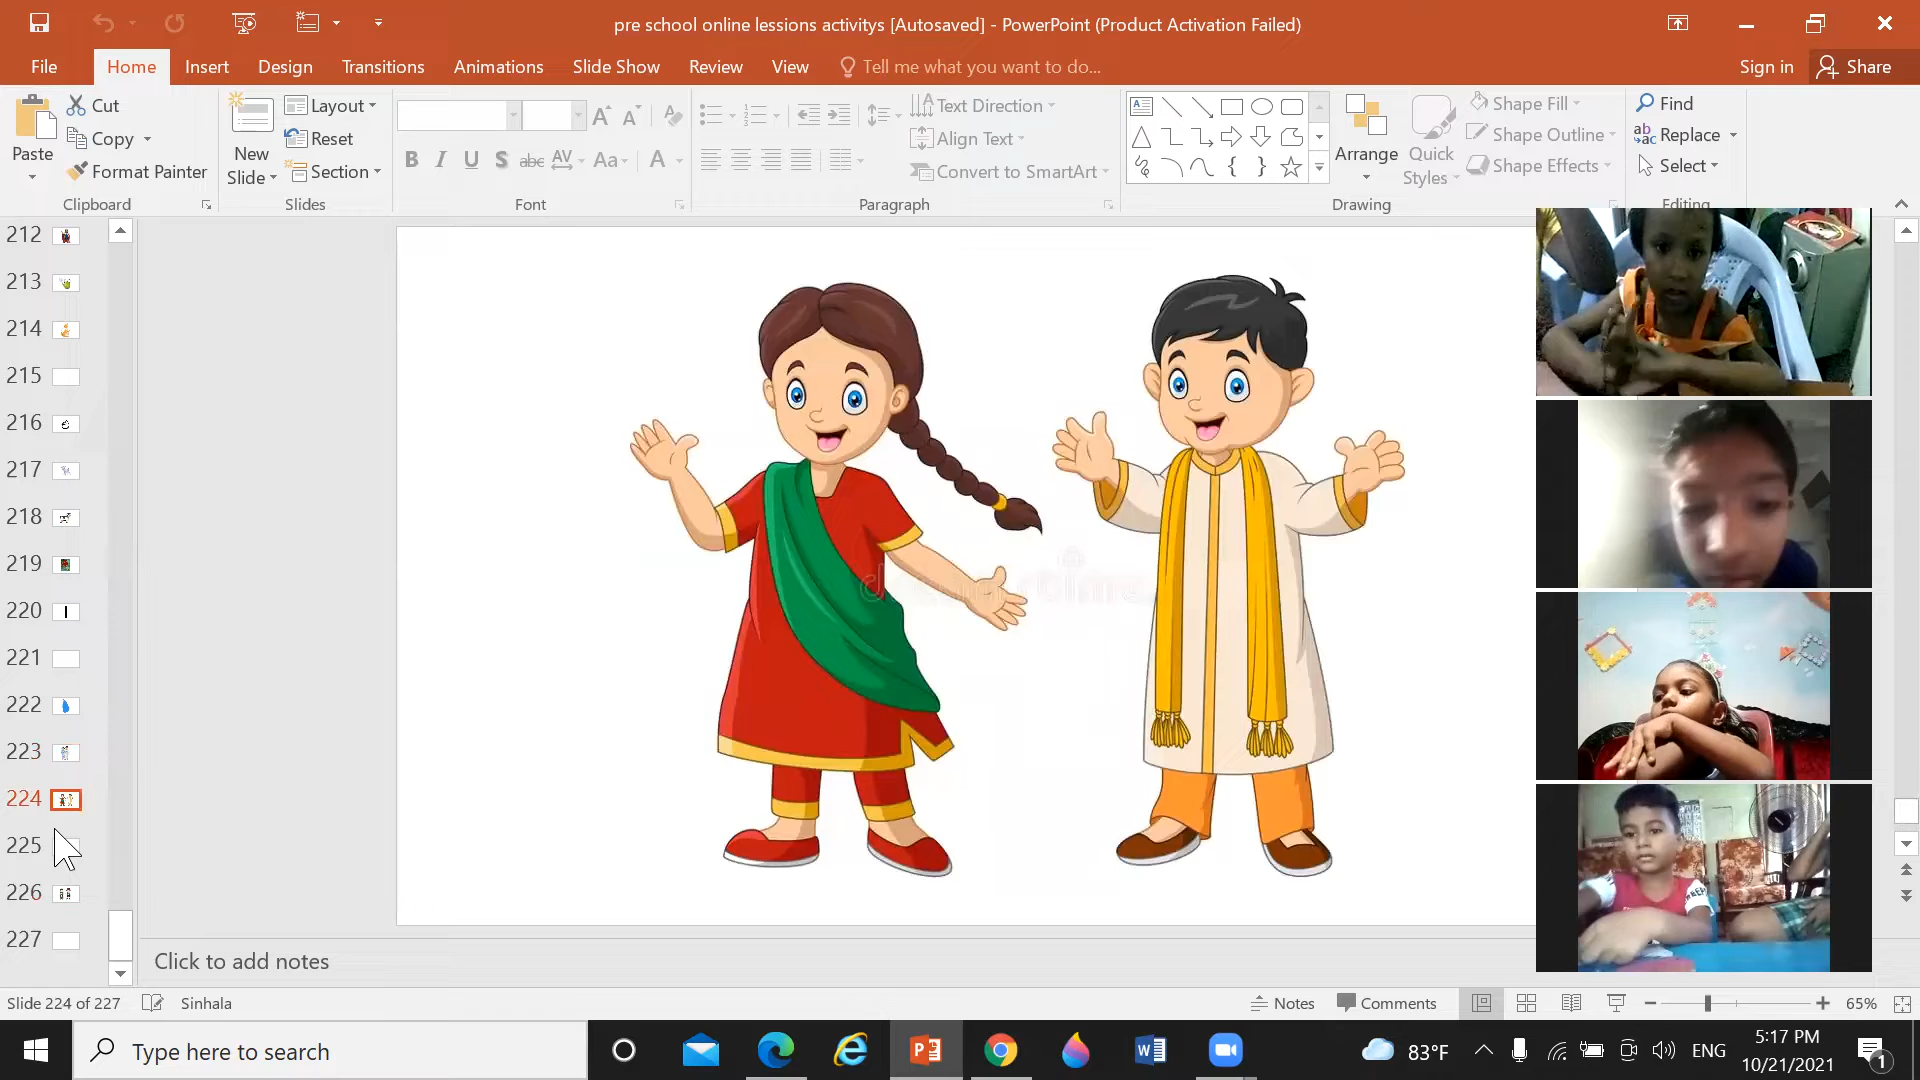 pre school online lessions activitys [Autosaved] - PowerPoint (Product Activation Failed)
File Home Insert Design Transitions Animations Slide Show Review View Tell me what you want to do... Sign in Share
Paste
Cut
Copy
Format Painter
Clipboard
New Slide
Layout
Reset
Section
Slides
B I U S abc AV Aa A
Font
Text Direction
Align Text
Convert to SmartArt
Paragraph
Drawing
Arrange
Quick Styles
Shape Fill
Shape Outline
Shape Effects
Find
Replace
Select
Editing
212
213
214
215
216
217
218
219
220
221
222
223
224
225
226
227
Click to add notes
Slide 224 of 227 Sinhala Notes Comments 65%
Type here to search
83°F ENG
5:17 PM
10/21/2021
1